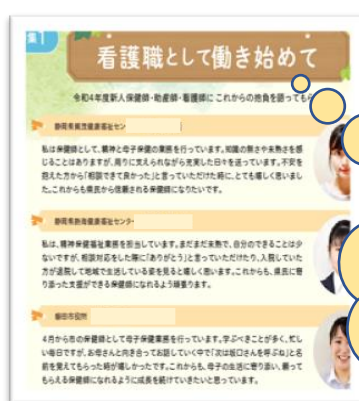 集1
看護職として働き始めて
令和4年度新人保健師・助産師・看護師に これからの抱負を語っても
静岡県賀茂健康福祉セン
私は保健師として、精神と母子保健の業務を行っています。知識の無さや未熟さを感
じることはありますが、周りに支えられながら充実した日々を送っています。不安を
抱えた方から「相談できて良かった」と言っていただけた時に、とても嬉しく思いまし
た。これからも県民から信頼される保健師になりたいです。
静岡県熱海健康福祉センター
私は、精神保健福祉業務を担当しています。まだまだ未熟で、自分のできることは少
ないですが、相談対応をした際に「ありがとう」と言っていただけたり、入院していた
方が退院して地域で生活している姿を見ると嬉しく思います。これからも、県民に寄
り添った支援ができる保健師になれるよう頑張ります。
磐田市役所
4月から市の保健師として母子保健業務を行っています。学ぶべきことが多く、忙し
い毎日ですが、お母さんと向き合ってお話していく中で「次は坂口さんを呼ぶね」と名
前を覚えてもらった時が嬉しかったです。これからも、母子の生活に寄り添い、頼って
もらえる保健師になれるように成長を続けていきたいと思っています。